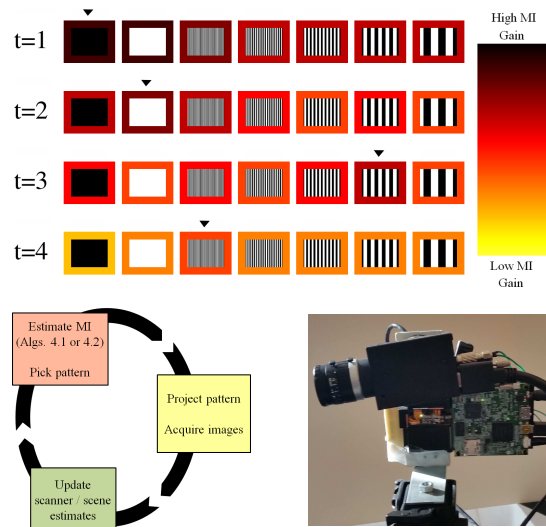 High MI
Gain
t=1
t=2
t=3
t=4
Low MI
Gain
Estimate MI
(Algs. 4.1 or 4.2)
Pick pattern
Project pattern
Acquire images
Update
scanner / scene
estimates